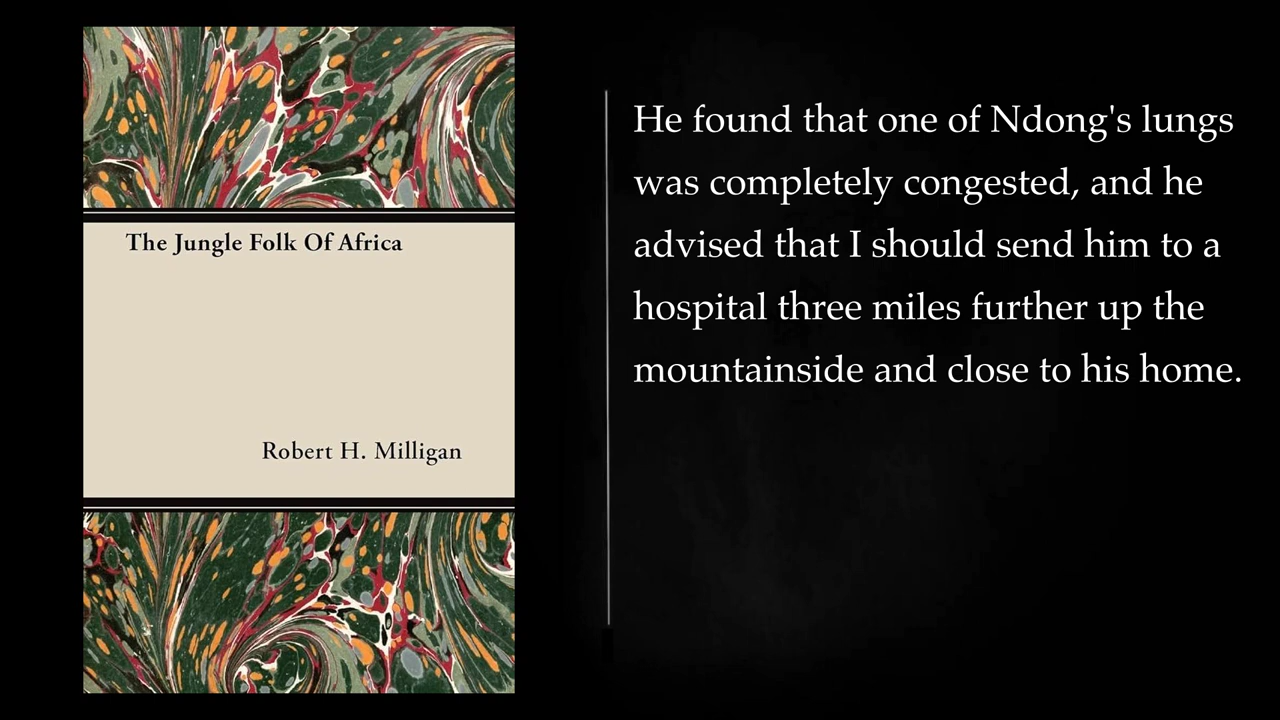 The Jungle Folk Of Africa
Robert H. Milligan
He found that one of Ndong's lungs
was completely congested, and he
advised that I should send him to a
hospital three miles further up the
mountainside and close to his home.